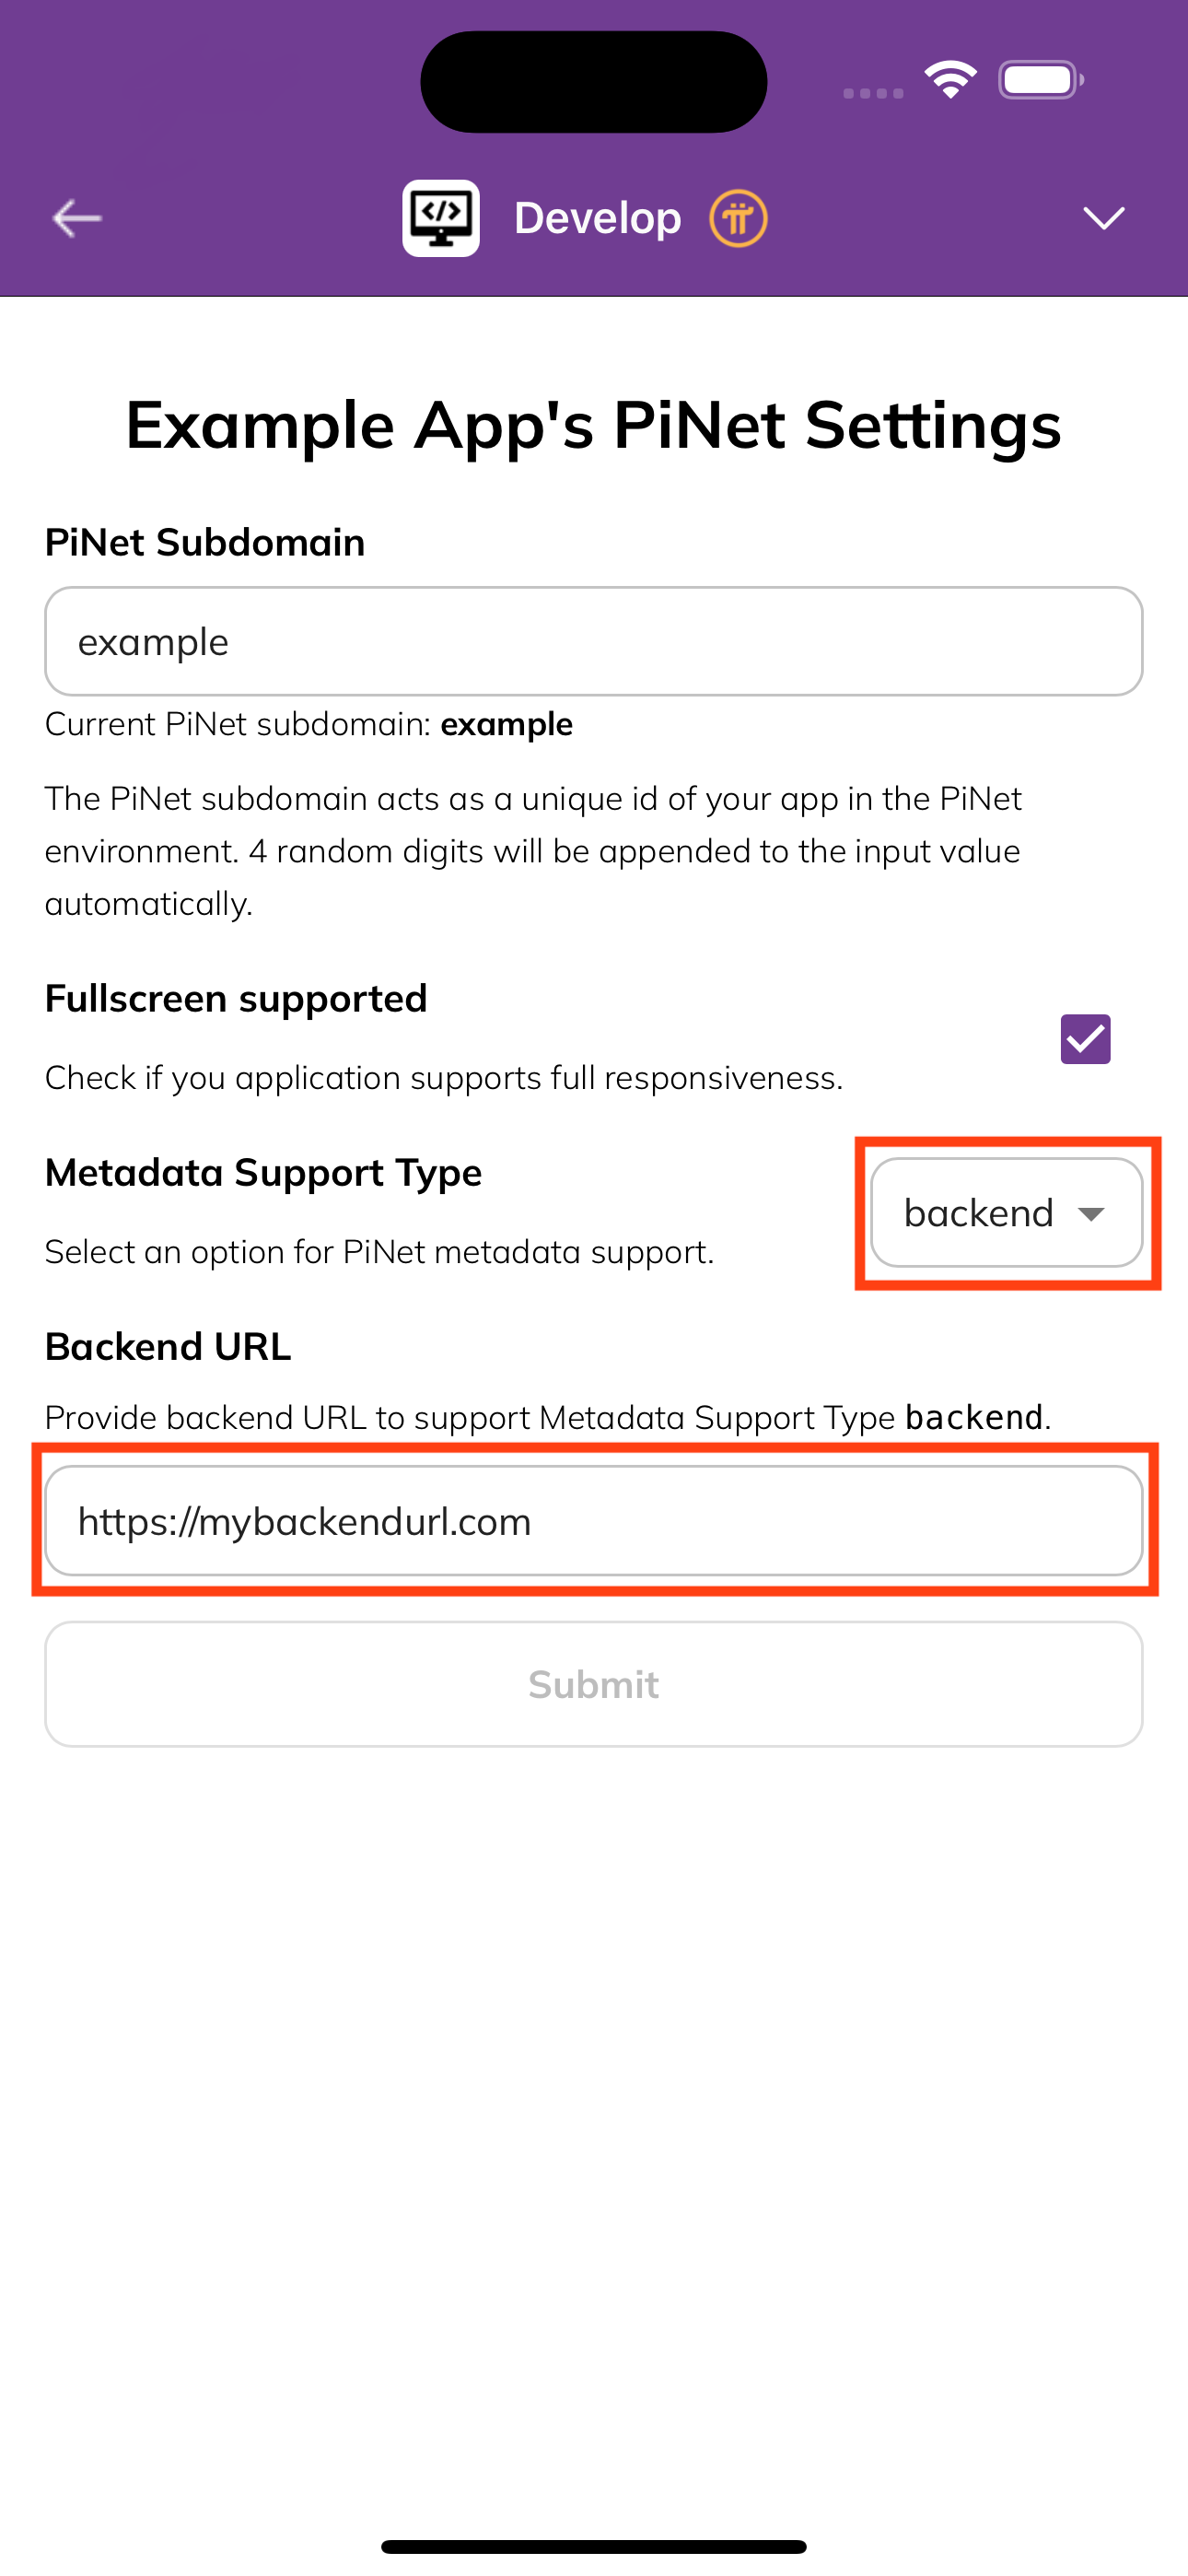 Develop
Example App's PiNet Settings
PiNet Subdomain
example
Current PiNet subdomain: example
The PiNet subdomain acts as a unique id of your app in the PiNet
environment. 4 random digits will be appended to the input value
automatically.
Fullscreen supported
Check if you application supports full responsiveness.
Metadata Support Type
backend
Select an option for PiNet metadata support.
Backend URL
Provide backend URL to support Metadata Support Type backend.
https://mybackendurl.com
Submit